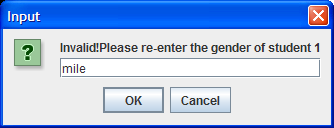 Input
Invalid!Please re-enter the gender of student 1
mile
OK Cancel